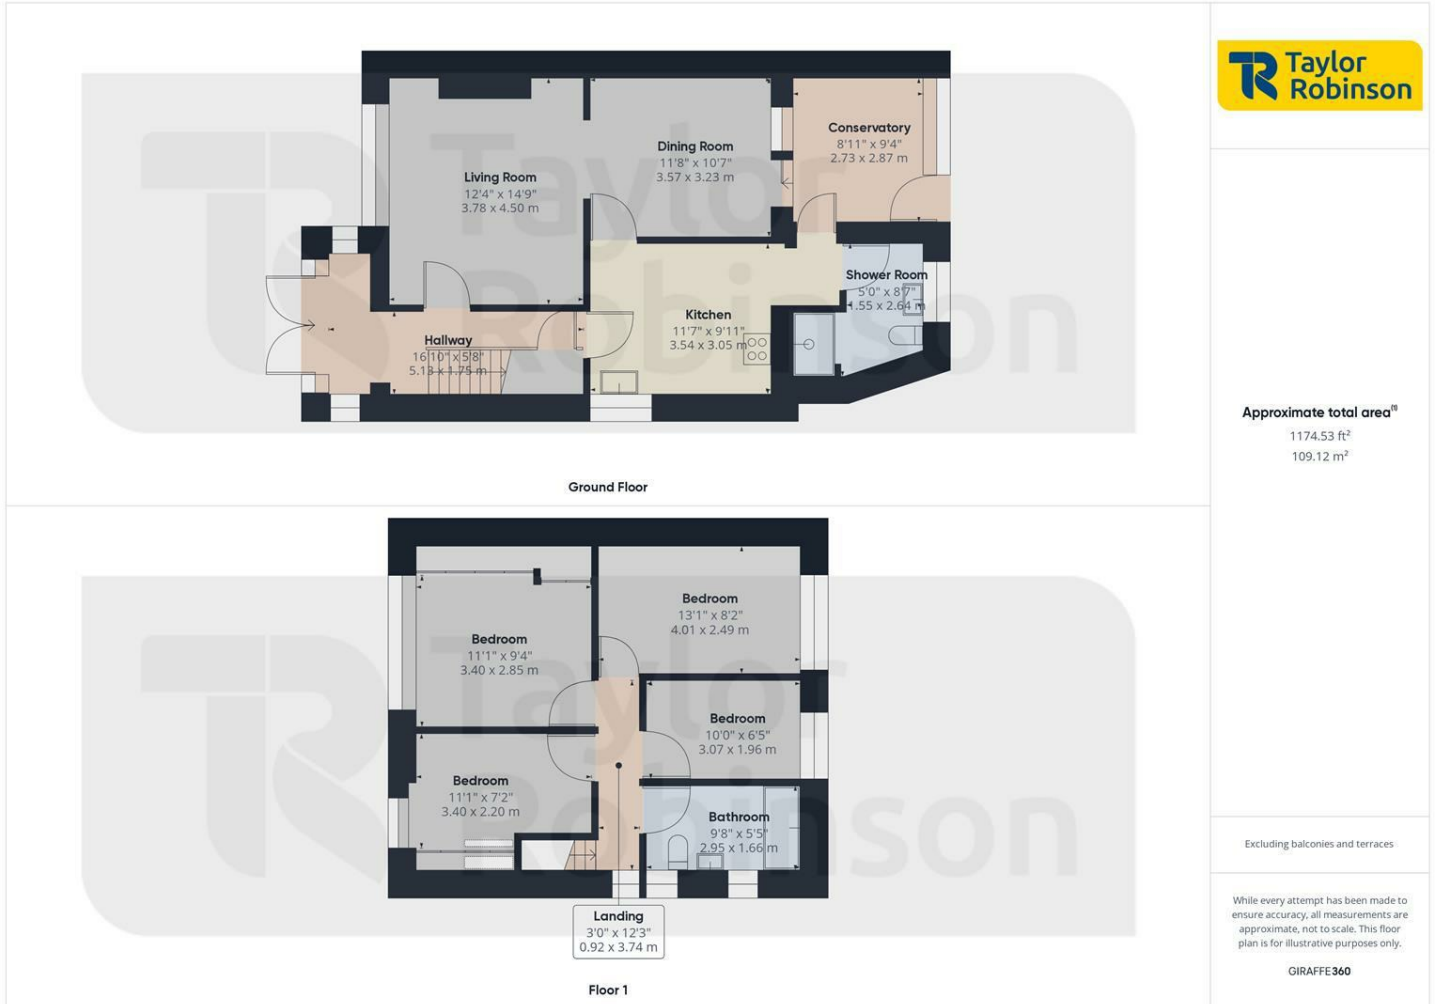 Taylor
Robinson
Living Room
12'4" x 14'9"
3.78 x 4.50 m
Dining Room
11'8" x 10'7"
3.57 x 3.23 m
Conservatory
8'11" x 9'4"
2.73 x 2.87 m
Hallway
16'10" x 5'8"
5.13 x 1.75 m
Kitchen
11'7" x 9'11"
3.54 x 3.05 m
Shower Room
5'0" x 8'7"
1.55 x 2.64 m
Taylor
Robinson
Ground Floor
Bedroom
11'1" x 9'4"
3.40 x 2.85 m
Bedroom
13'1" x 8'2"
4.01 x 2.49 m
Bedroom
10'0" x 6'5"
3.07 x 1.96 m
Bedroom
11'1" x 7'2"
3.40 x 2.20 m
Bathroom
9'8" x 5'5"
2.95 x 1.66 m
Landing
3'0" x 12'3"
0.92 x 3.74 m
Taylor
Robinson
Floor 1
Approximate total area(1)
1174.53 ft²
109.12 m²
Excluding balconies and terraces
While every attempt has been made to
ensure accuracy, all measurements are
approximate, not to scale. This floor
plan is for illustrative purposes only.
GIRAFFE360